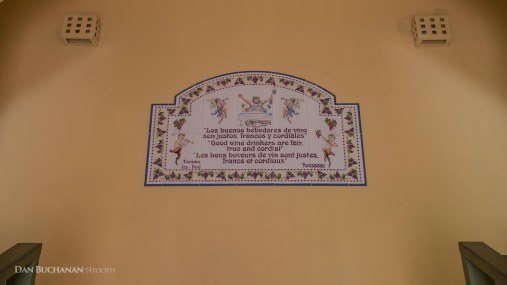 "Los buenos bebedores de vino
son justos, francos y cordiales"
"Good wine drinkers are fair,
true and cordial"
"Les bons buveurs de vin sont justes,
francs et cordiaux"
DAN BUCHANAN